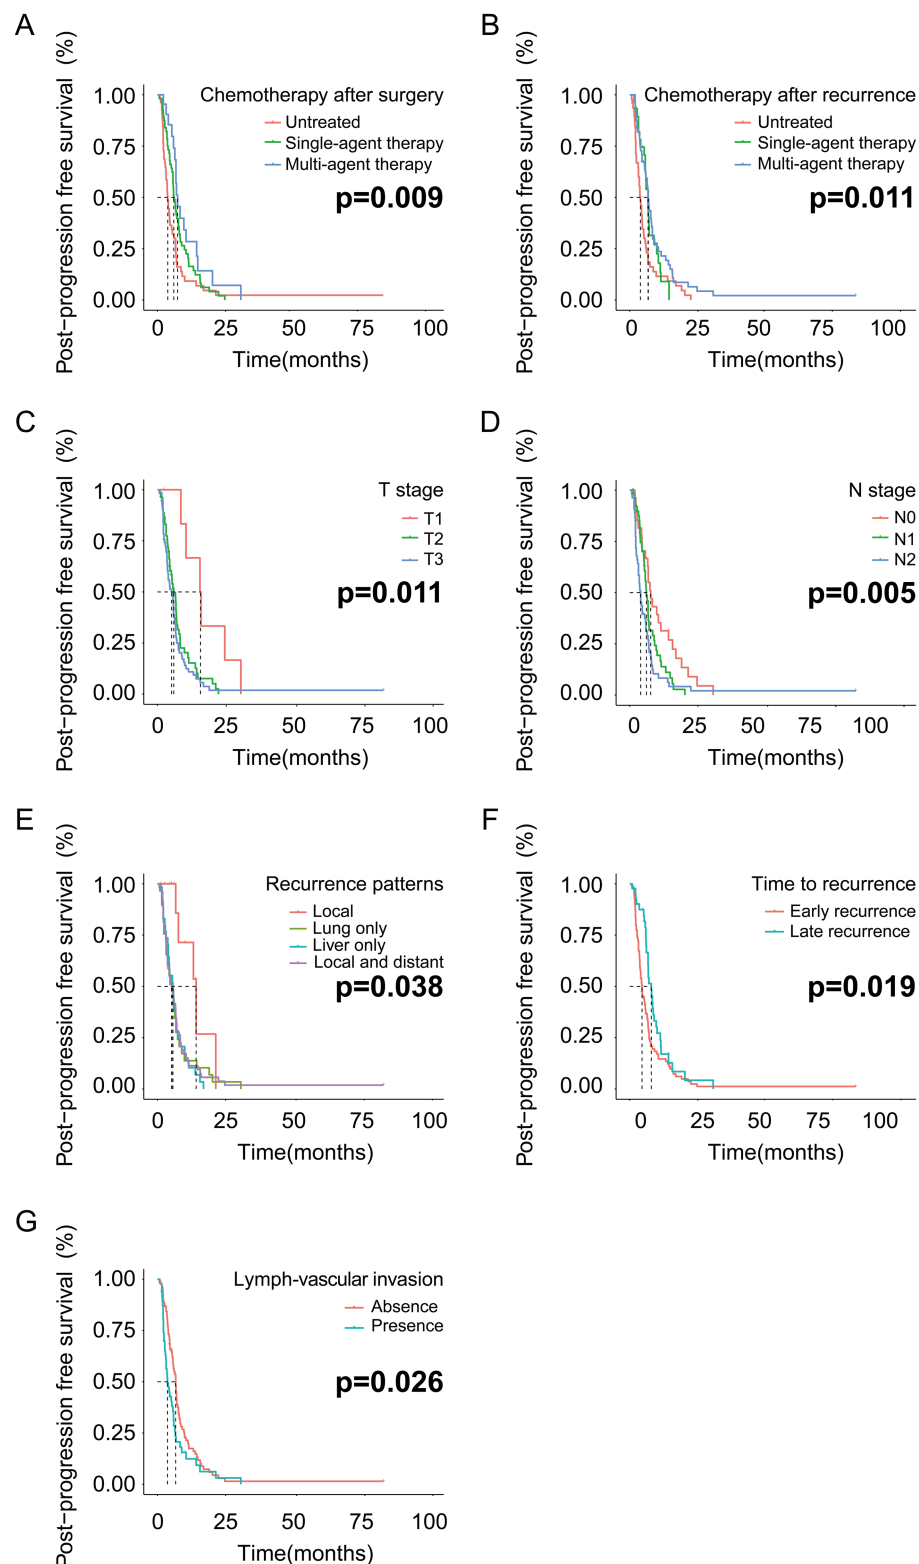 A
Post−progression free survival (%)
1.00
0.75
0.50
0.25
0.00
Chemotherapy after surgery
Untreated
Single-agent therapy
Multi-agent therapy
p=0.009
0 25 50 75 100
Time(months)
B
Post−progression free survival (%)
1.00
0.75
0.50
0.25
0.00
Chemotherapy after recurrence
Untreated
Single-agent therapy
Multi-agent therapy
p=0.011
0 25 50 75 100
Time(months)
C
Post−progression free survival (%)
1.00
0.75
0.50
0.25
0.00
T stage
T1
T2
T3
p=0.011
0 25 50 75 100
Time(months)
D
Post−progression free survival (%)
1.00
0.75
0.50
0.25
0.00
N stage
N0
N1
N2
p=0.005
0 25 50 75 100
Time(months)
E
Post−progression free survival (%)
1.00
0.75
0.50
0.25
0.00
Recurrence patterns
Local
Lung only
Liver only
Local and distant
p=0.038
0 25 50 75 100
Time(months)
F
Post−progression free survival (%)
1.00
0.75
0.50
0.25
0.00
Time to recurrence
Early recurrence
Late recurrence
p=0.019
0 25 50 75 100
Time(months)
G
Post−progression free survival (%)
1.00
0.75
0.50
0.25
0.00
Lymph-vascular invasion
Absence
Presence
p=0.026
0 25 50 75 100
Time(months)